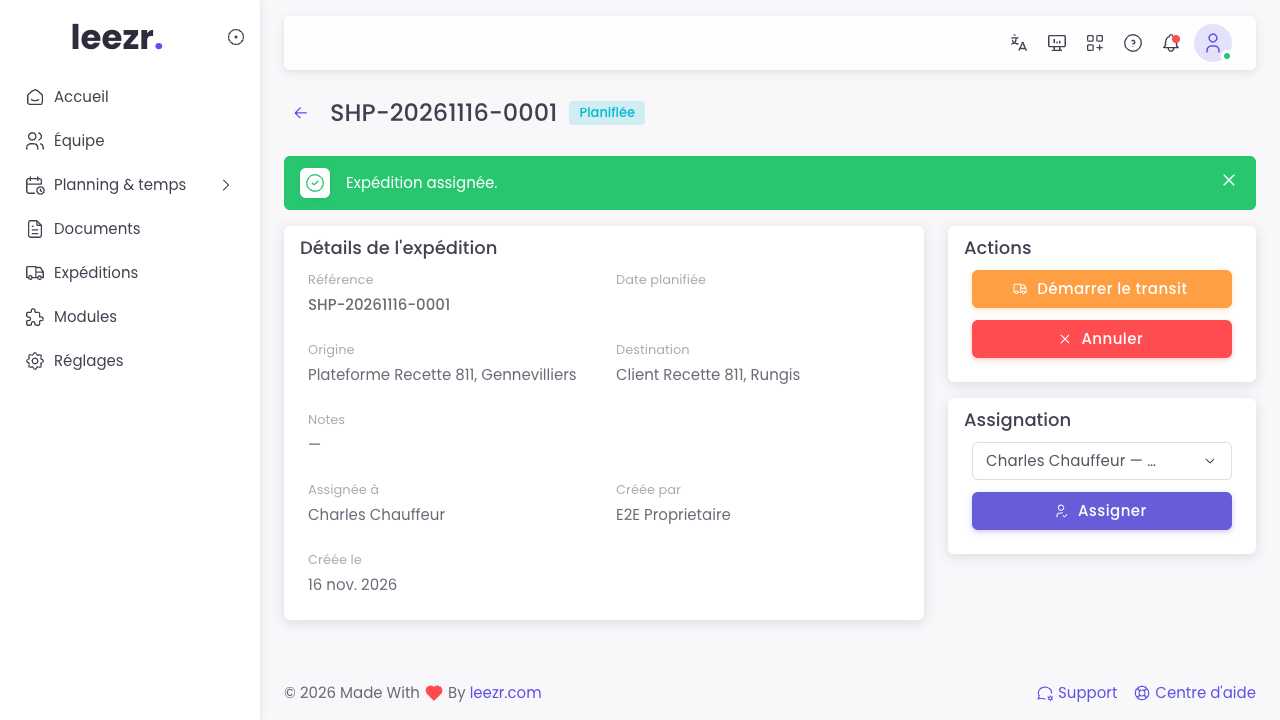 leezr.
Accueil
Équipe
Planning & temps
Documents
Expéditions
Modules
Réglages
SHP-20261116-0001
Planifiée
Expédition assignée.
Détails de l'expédition
Référence
SHP-20261116-0001
Date planifiée
Origine
Plateforme Recette 811, Gennevilliers
Destination
Client Recette 811, Rungis
Notes
—
Assignée à
Charles Chauffeur
Créée par
E2E Proprietaire
Créée le
16 nov. 2026
Actions
Démarrer le transit
Annuler
Assignation
Charles Chauffeur — ...
Assigner
© 2026 Made With ❤ By leezr.com
Support
Centre d'aide